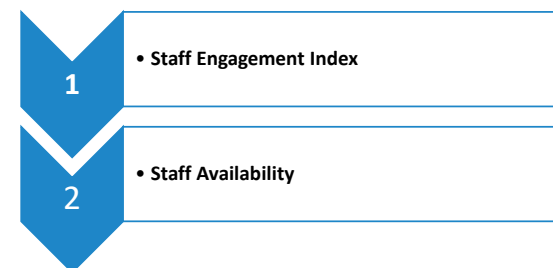 1
• Staff Engagement Index
2
• Staff Availability